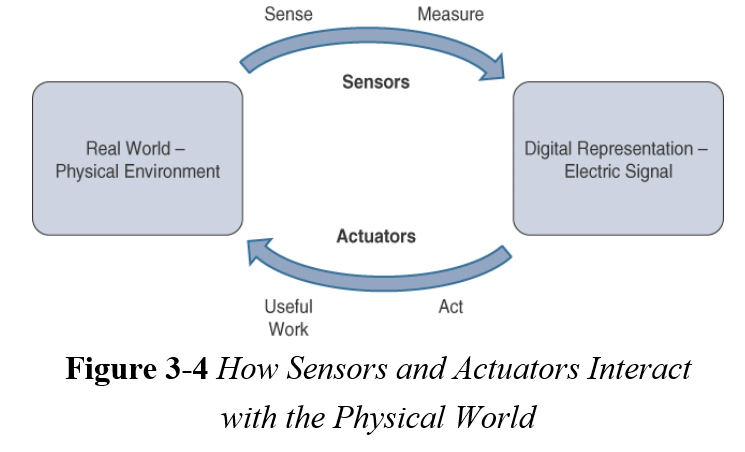 Sense
Measure
Sensors
Real World –
Physical Environment
Digital Representation –
Electric Signal
Actuators
Useful
Work
Act
Figure 3-4 How Sensors and Actuators Interact
with the Physical World